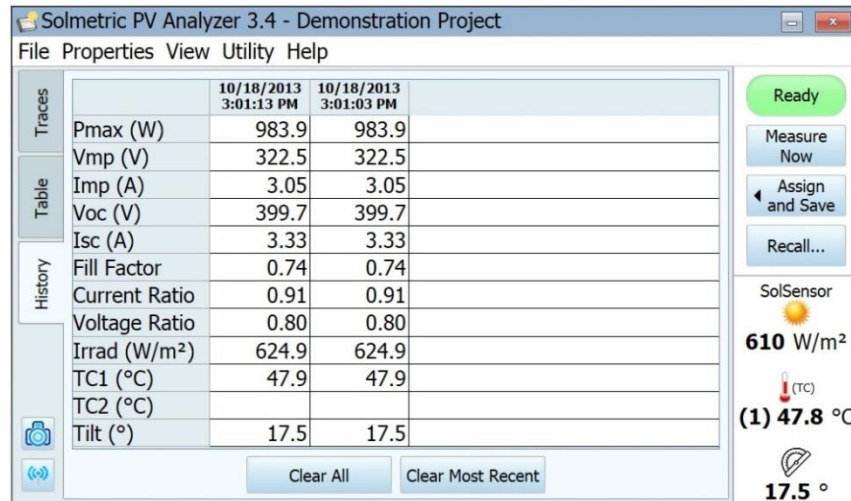 Solmetric PV Analyzer 3.4 - Demonstration Project
File Properties View Utility Help
Traces
Table
History
10/18/2013 10/18/2013
3:01:13 PM 3:01:03 PM
Pmax (W) 983.9 983.9
Vmp (V) 322.5 322.5
Imp (A) 3.05 3.05
Voc (V) 399.7 399.7
Isc (A) 3.33 3.33
Fill Factor 0.74 0.74
Current Ratio 0.91 0.91
Voltage Ratio 0.80 0.80
Irrad (W/m²) 624.9 624.9
TC1 (°C) 47.9 47.9
TC2 (°C)
Tilt (°) 17.5 17.5
Clear All Clear Most Recent
Ready
Measure
Now
Assign
and Save
Recall...
SolSensor
610 W/m²
(TC)
(1) 47.8 °C
17.5 °